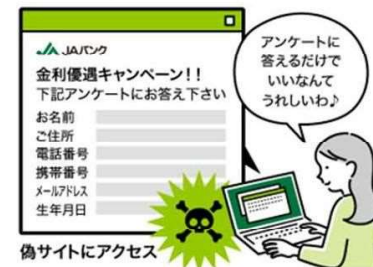 JA JAバンク
金利優遇キャンペーン!!
下記アンケートにお答え下さい
お名前
ご住所
電話番号
携帯番号
メールアドレス
生年月日
偽サイトにアクセス
アンケートに
答えるだけで
いいなんて
うれしいわ♪